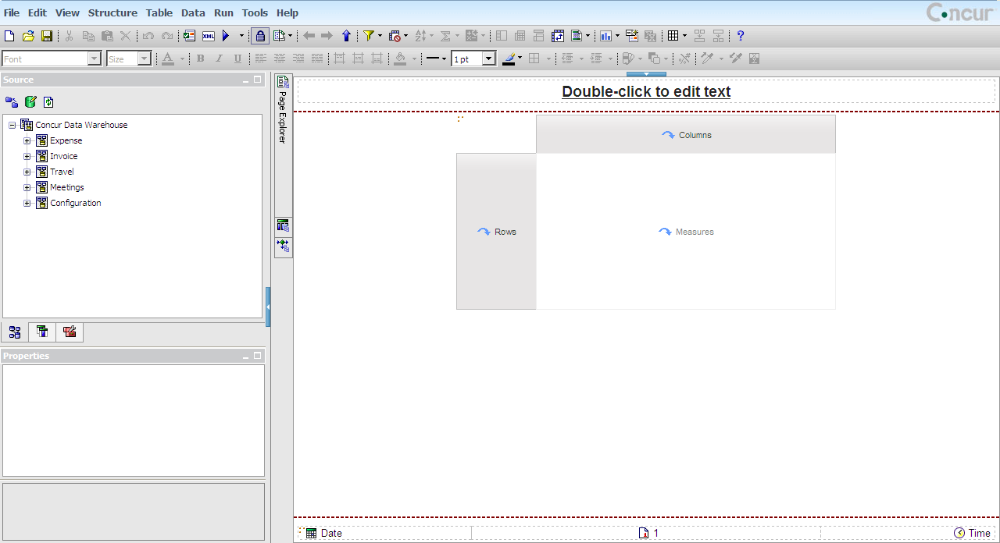 File Edit View Structure Table Data Run Tools Help
Concur
XML
Font Size A B I U 1 pt
Source
Page Explorer
Double-click to edit text
Concur Data Warehouse
Expense
Invoice
Travel
Meetings
Configuration
Columns
Rows
Measures
Properties
Date
1
Time